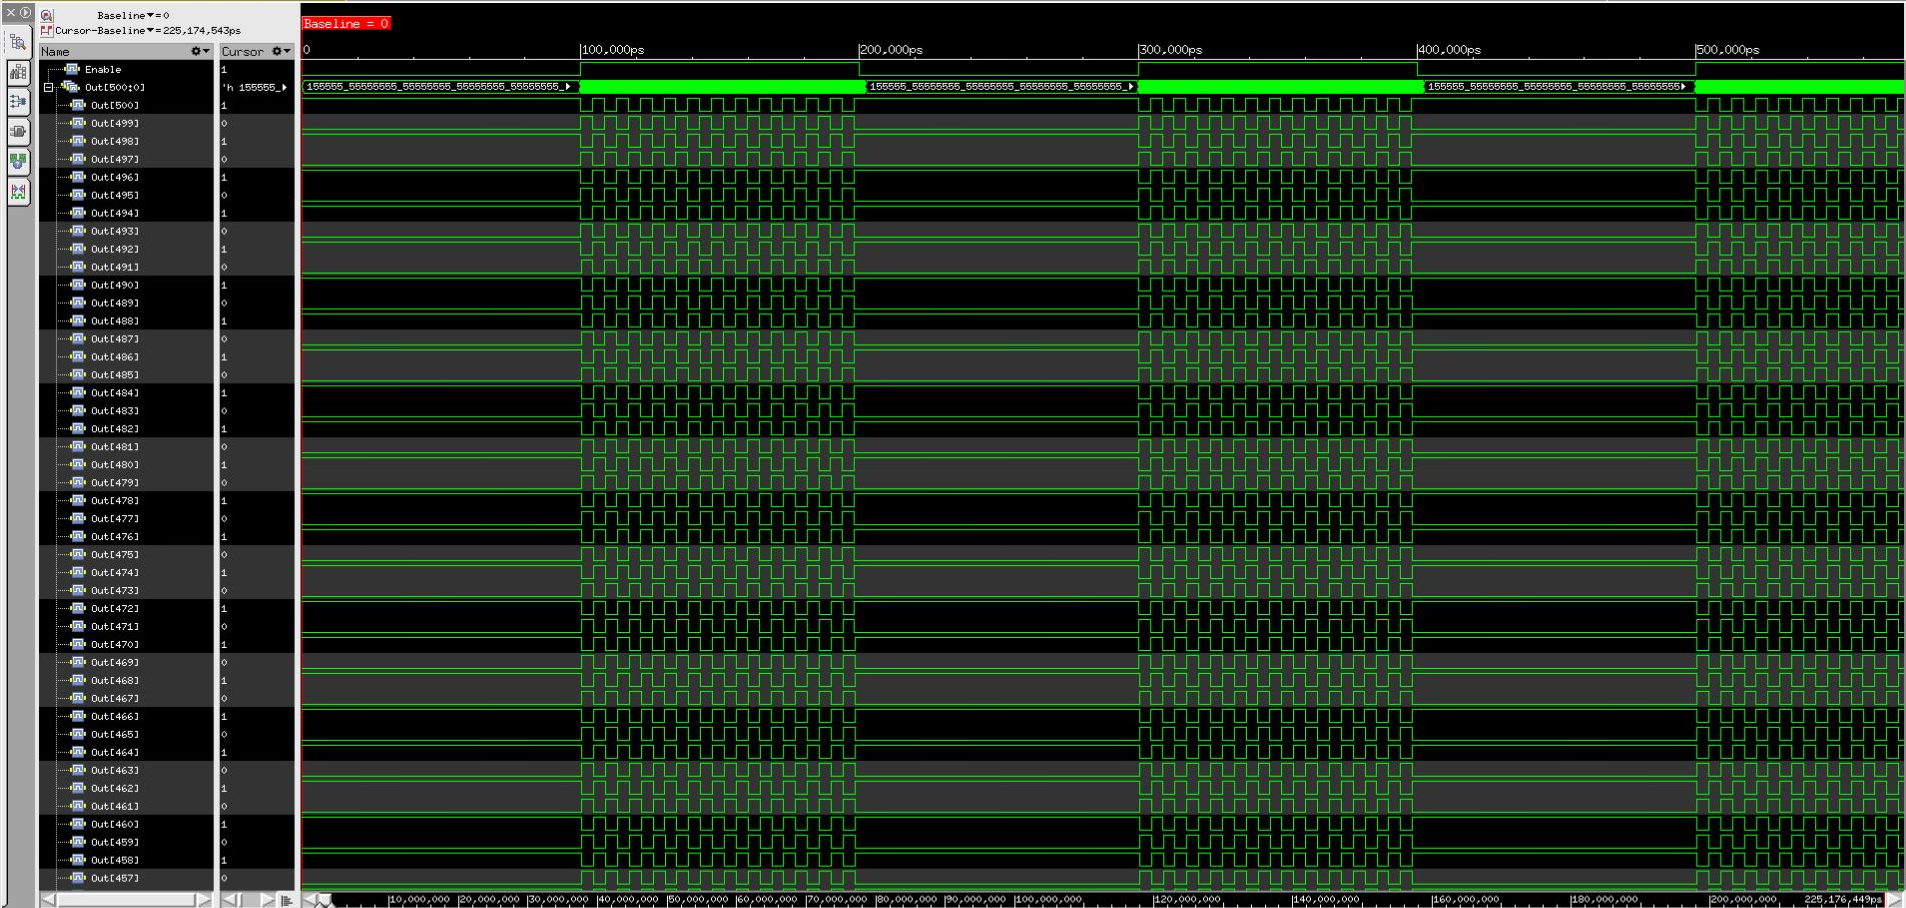 Baseline▼=0
Cursor-Baseline▼=225,174,543ps
Baseline = 0
Name Cursor 0 100,000ps 200,000ps 300,000ps 400,000ps 500,000ps
Enable 1
Out[500:0] 'h 155555_▶ 155555_55555555_55555555_55555555_55555555_▶ 155555_55555555_55555555_55555555_55555555_▶ 155555_55555555_55555555_55555555_55555555▶
Out[500] 1
Out[499] 0
Out[498] 1
Out[497] 0
Out[496] 1
Out[495] 0
Out[494] 1
Out[493] 0
Out[492] 1
Out[491] 0
Out[490] 1
Out[489] 0
Out[488] 1
Out[487] 0
Out[486] 1
Out[485] 0
Out[484] 1
Out[483] 0
Out[482] 1
Out[481] 0
Out[480] 1
Out[479] 0
Out[478] 1
Out[477] 0
Out[476] 1
Out[475] 0
Out[474] 1
Out[473] 0
Out[472] 1
Out[471] 0
Out[470] 1
Out[469] 0
Out[468] 1
Out[467] 0
Out[466] 1
Out[465] 0
Out[464] 1
Out[463] 0
Out[462] 1
Out[461] 0
Out[460] 1
Out[459] 0
Out[458] 1
Out[457] 0
10,000,000 20,000,000 30,000,000 40,000,000 50,000,000 60,000,000 70,000,000 80,000,000 90,000,000 100,000,000 120,000,000 140,000,000 160,000,000 180,000,000 200,000,000 225,176,449ps